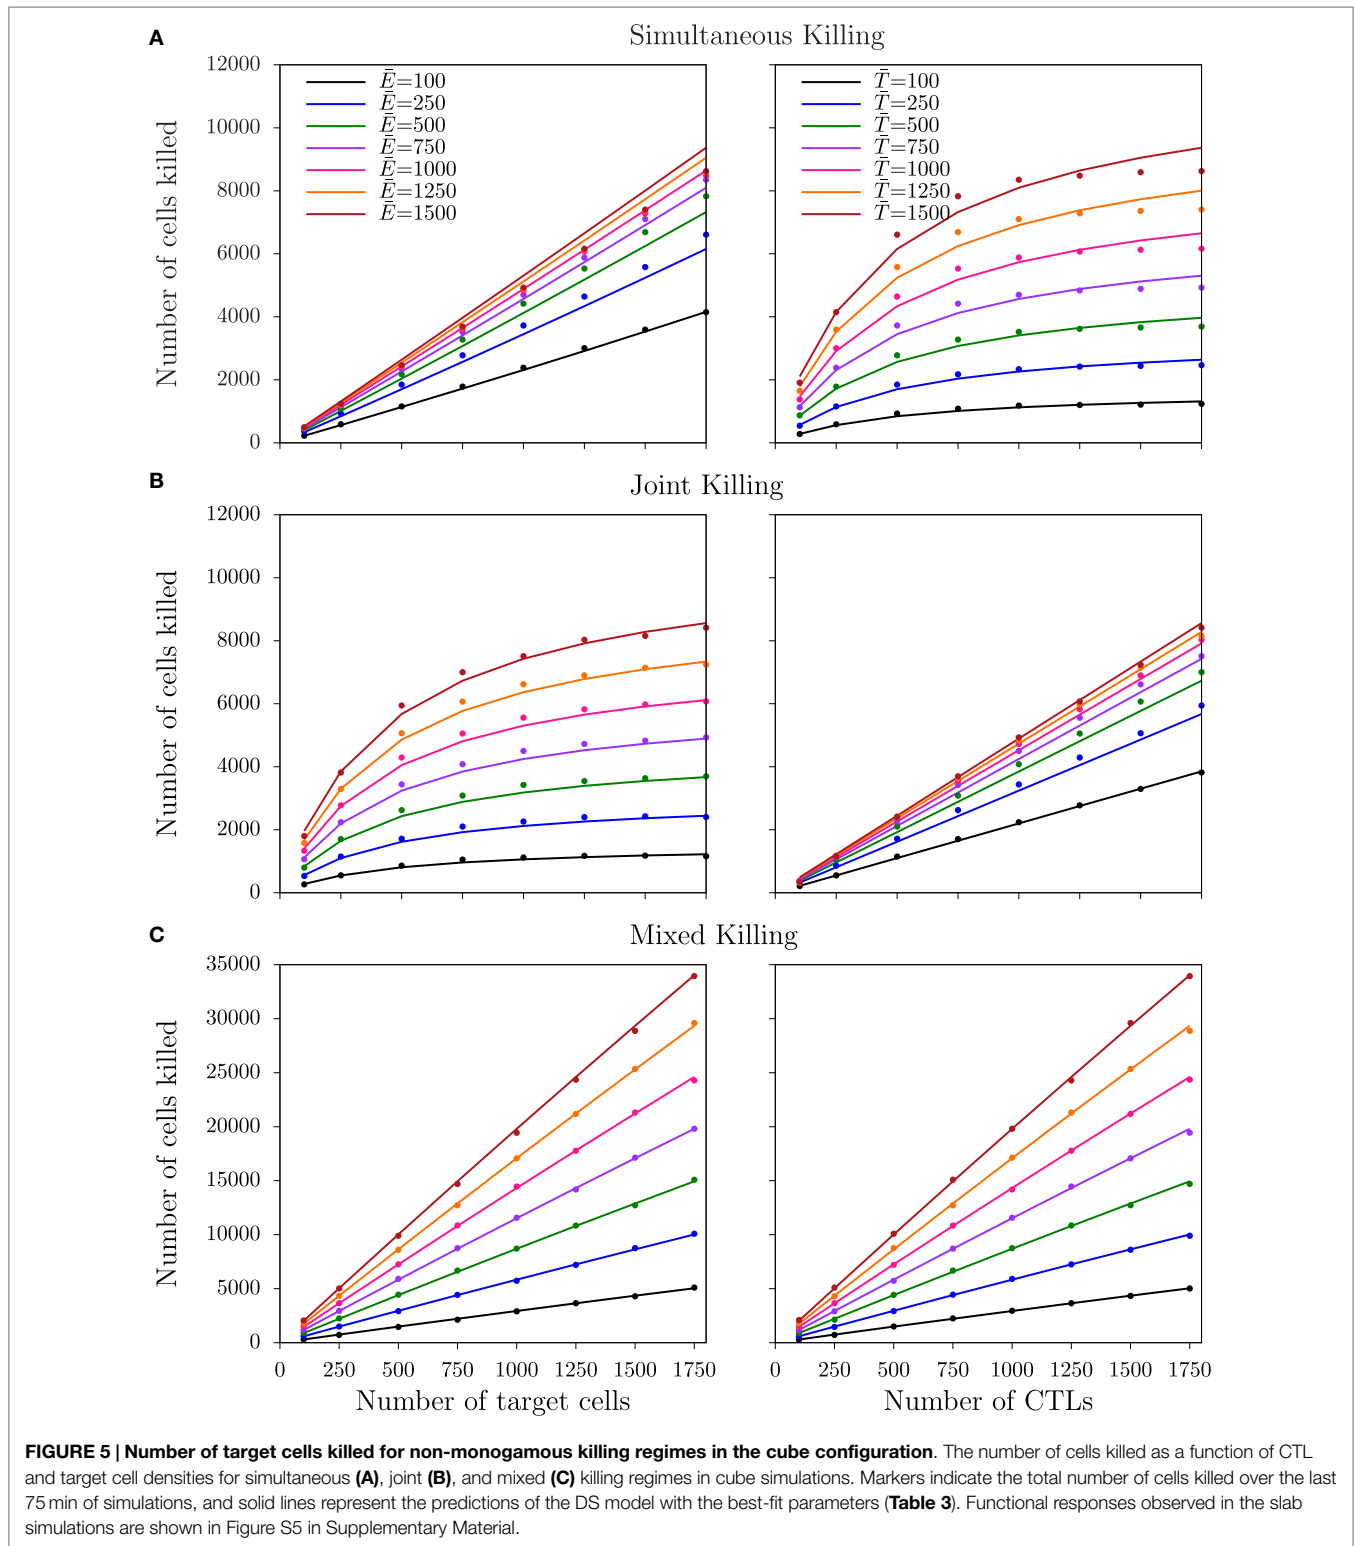 A
Simultaneous Killing
Number of cells killed
12000
10000
8000
6000
4000
2000
0
Ē=100
Ē=250
Ē=500
Ē=750
Ē=1000
Ē=1250
Ē=1500
T̄=100
T̄=250
T̄=500
T̄=750
T̄=1000
T̄=1250
T̄=1500
B
Joint Killing
Number of cells killed
12000
10000
8000
6000
4000
2000
0
C
Mixed Killing
Number of cells killed
35000
30000
25000
20000
15000
10000
5000
0
0 250 500 750 1000 1250 1500 1750
0 250 500 750 1000 1250 1500 1750
Number of target cells
Number of CTLs
FIGURE 5 | Number of target cells killed for non-monogamous killing regimes in the cube configuration. The number of cells killed as a function of CTL
and target cell densities for simultaneous (A), joint (B), and mixed (C) killing regimes in cube simulations. Markers indicate the total number of cells killed over the last
75 min of simulations, and solid lines represent the predictions of the DS model with the best-fit parameters (Table 3). Functional responses observed in the slab
simulations are shown in Figure S5 in Supplementary Material.